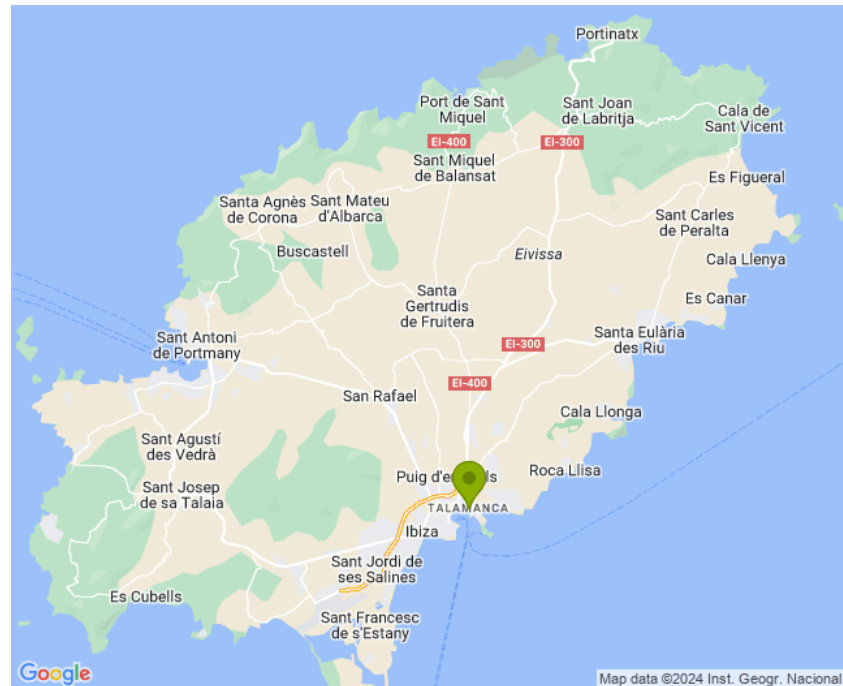 Portinatx
Port de Sant
Miquel
Sant Joan
de Labritja
Cala de
Sant Vicent
EI-400
EI-300
Sant Miquel
de Balansat
Es Figueral
Santa Agnès
de Corona
Sant Mateu
d'Albarca
Sant Carles
de Peralta
Buscastell
Eivissa
Cala Llenya
Santa
Gertrudis
de Fruitera
Es Canar
Sant Antoni
de Portmany
Santa Eulària
des Riu
EI-300
EI-400
San Rafael
Cala Llonga
Sant Agustí
des Vedrà
Roca Llisa
Puig d'en
ls
Sant Josep
de sa Talaia
TALAMANCA
Ibiza
Sant Jordi de
ses Salines
Es Cubells
Sant Francesc
de s'Estany
Google
Map data ©2024 Inst. Geogr. Nacional